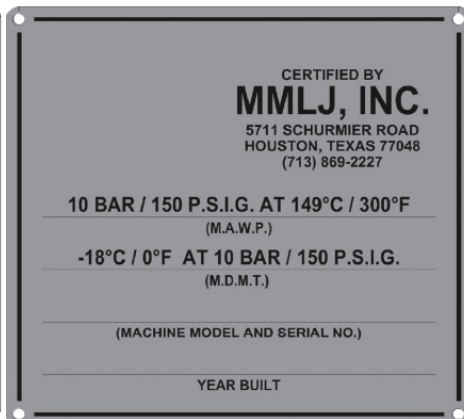 CERTIFIED BY
MMLJ, INC.
5711 SCHURMIER ROAD
HOUSTON, TEXAS 77048
(713) 869-2227
10 BAR / 150 P.S.I.G. AT 149°C / 300°F
(M.A.W.P.)
-18°C / 0°F AT 10 BAR / 150 P.S.I.G.
(M.D.M.T.)
(MACHINE MODEL AND SERIAL NO.)
YEAR BUILT